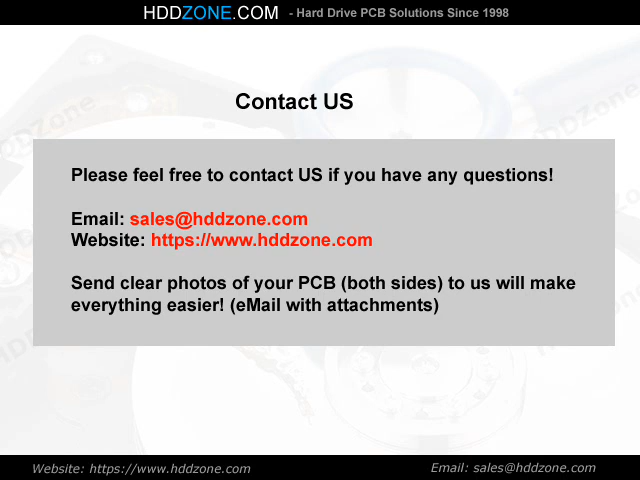 HDDZONE.COM - Hard Drive PCB Solutions Since 1998
Contact US
Please feel free to contact US if you have any questions!
Email: sales@hddzone.com
Website: https://www.hddzone.com
Send clear photos of your PCB (both sides) to us will make
everything easier! (eMail with attachments)
HDDZone
HDDZone
Website: https://www.hddzone.com
Email: sales@hddzone.com